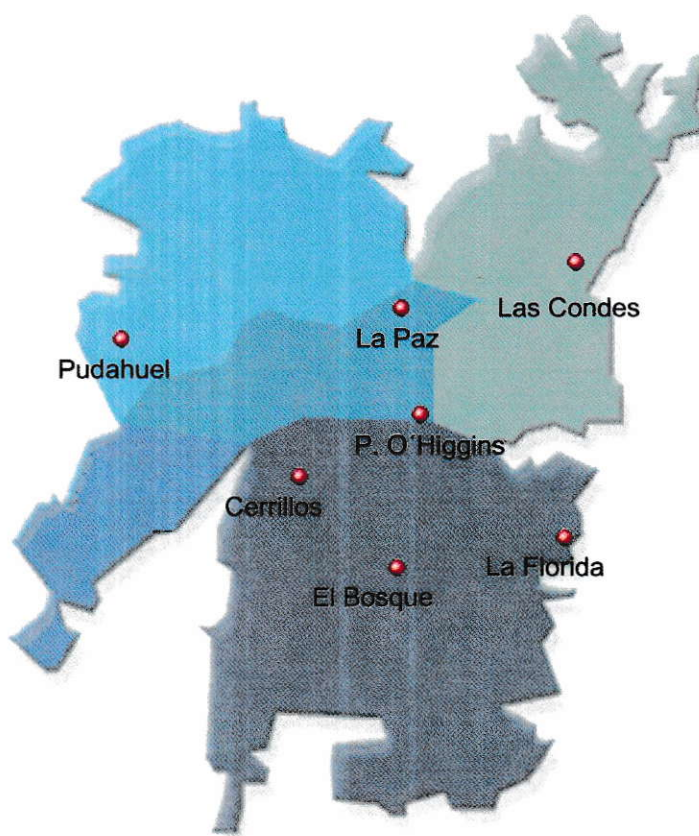 Las Condes
La Paz
Pudahuel
P. O´Higgins
Cerrillos
La Florida
El Bosque